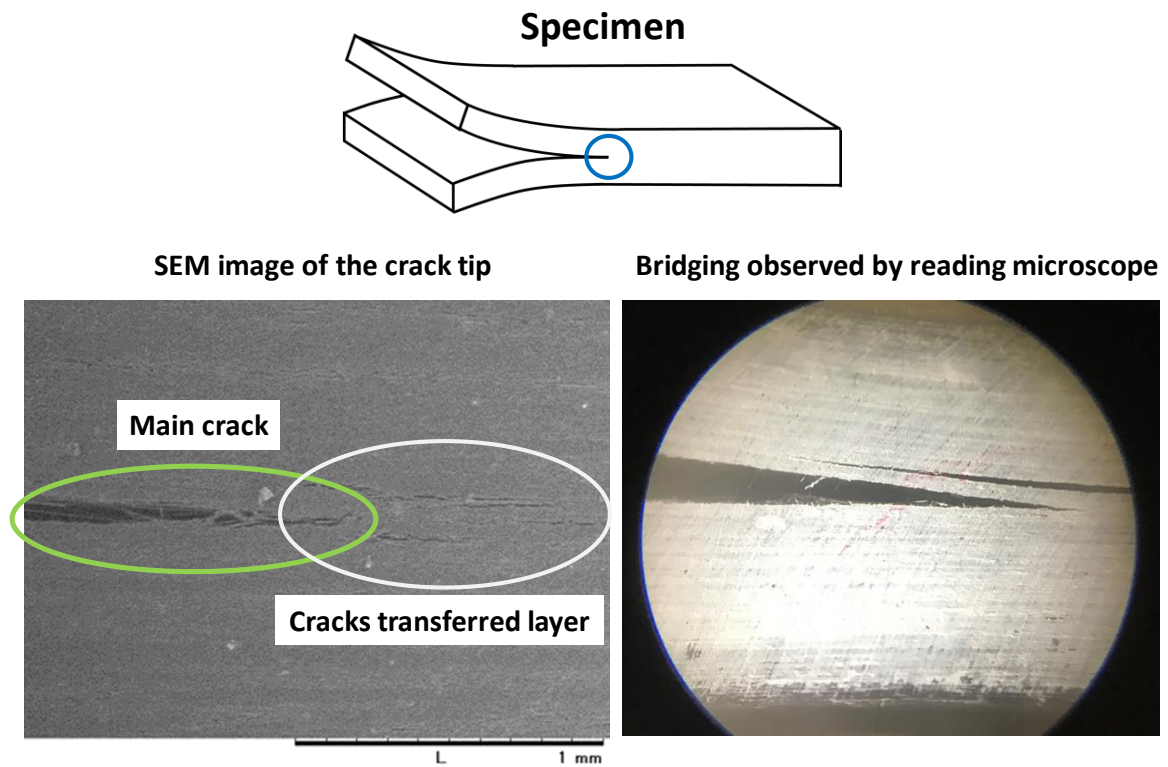 Specimen
SEM image of the crack tip
Bridging observed by reading microscope
Main crack
Cracks transferred layer
L 1 mm